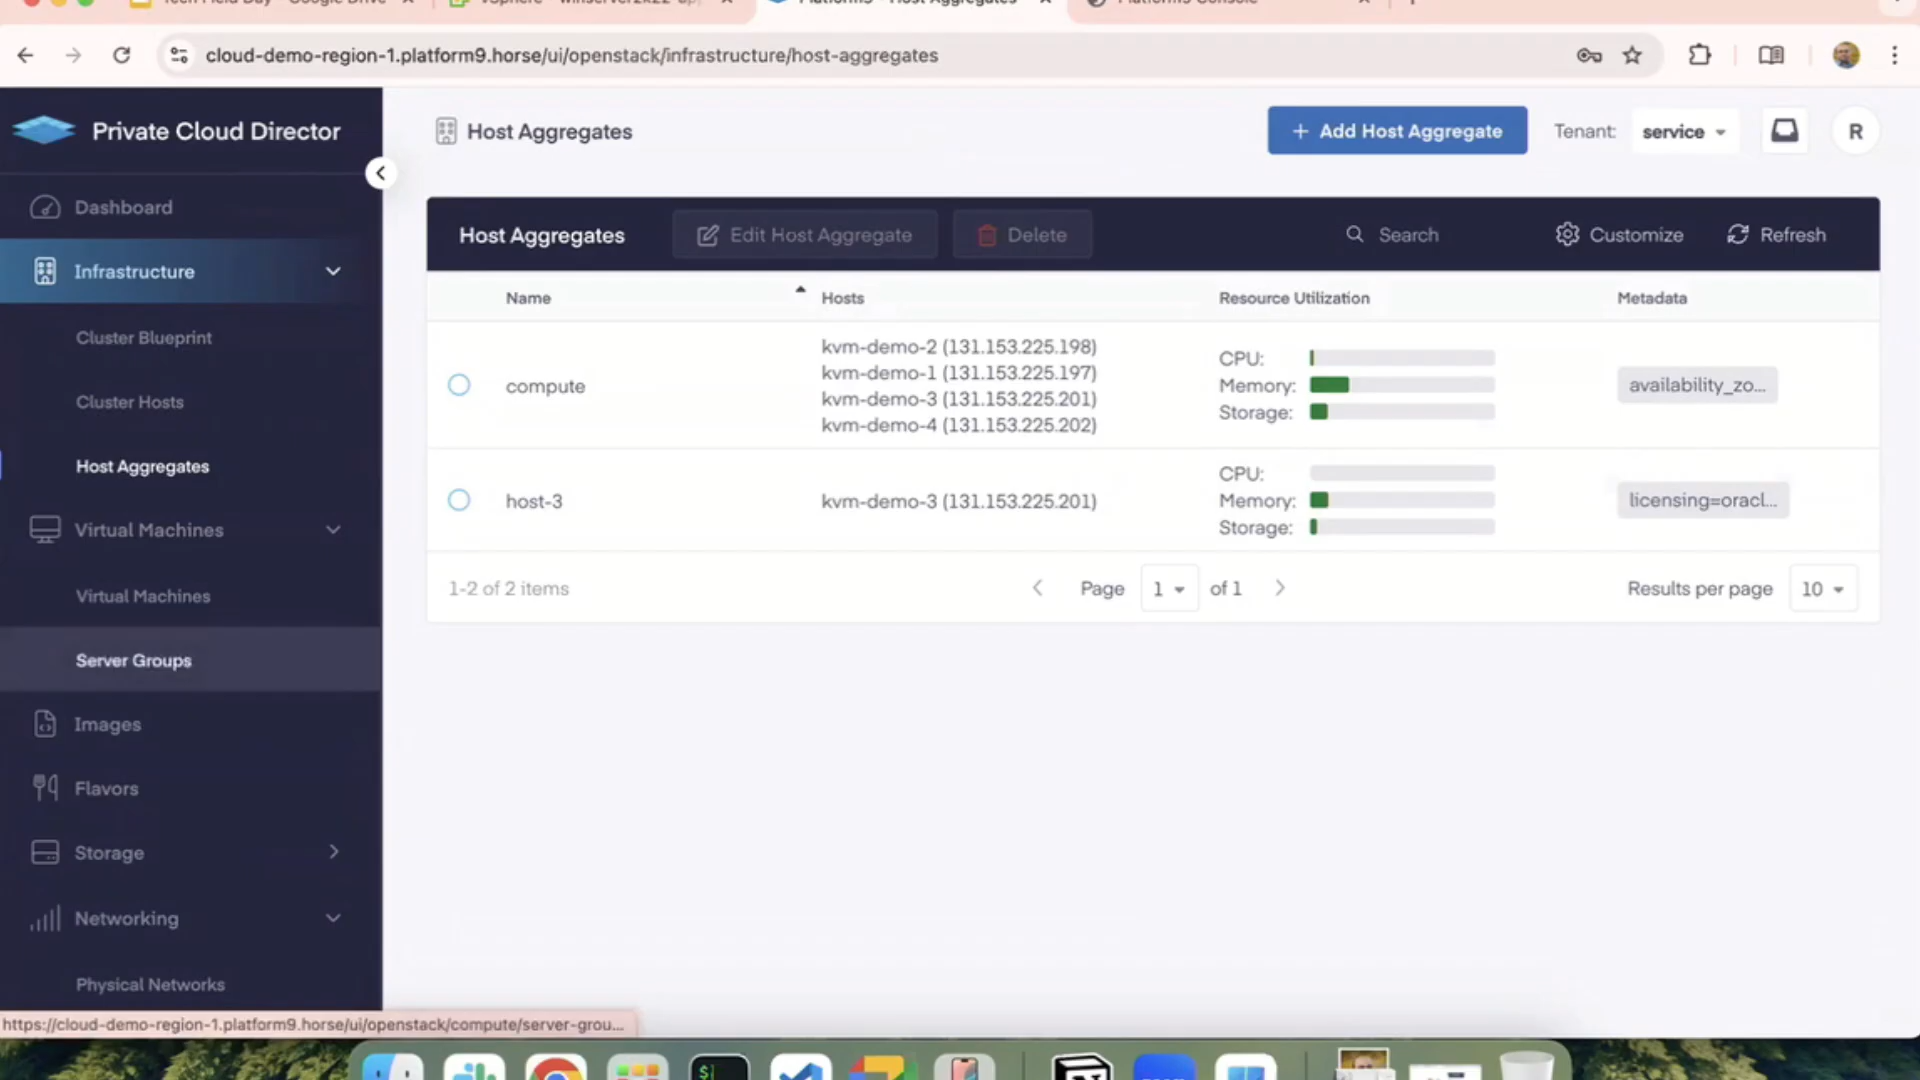 cloud-demo-region-1.platform9.horse/ui/openstack/infrastructure/host-aggregates
Private Cloud Director
Host Aggregates
+ Add Host Aggregate
Tenant:
service
R
Dashboard
Infrastructure
Cluster Blueprint
Cluster Hosts
Host Aggregates
Virtual Machines
Virtual Machines
Server Groups
Images
Flavors
Storage
Networking
Physical Networks
Host Aggregates
Edit Host Aggregate
Delete
Search
Customize
Refresh
Name
Hosts
Resource Utilization
Metadata
compute
kvm-demo-2 (131.153.225.198)
kvm-demo-1 (131.153.225.197)
kvm-demo-3 (131.153.225.201)
kvm-demo-4 (131.153.225.202)
CPU:
Memory:
Storage:
availability_zo...
host-3
kvm-demo-3 (131.153.225.201)
CPU:
Memory:
Storage:
licensing=oracl...
1-2 of 2 items
Page
1
of 1
Results per page
10
https://cloud-demo-region-1.platform9.horse/ui/openstack/compute/server-grou...